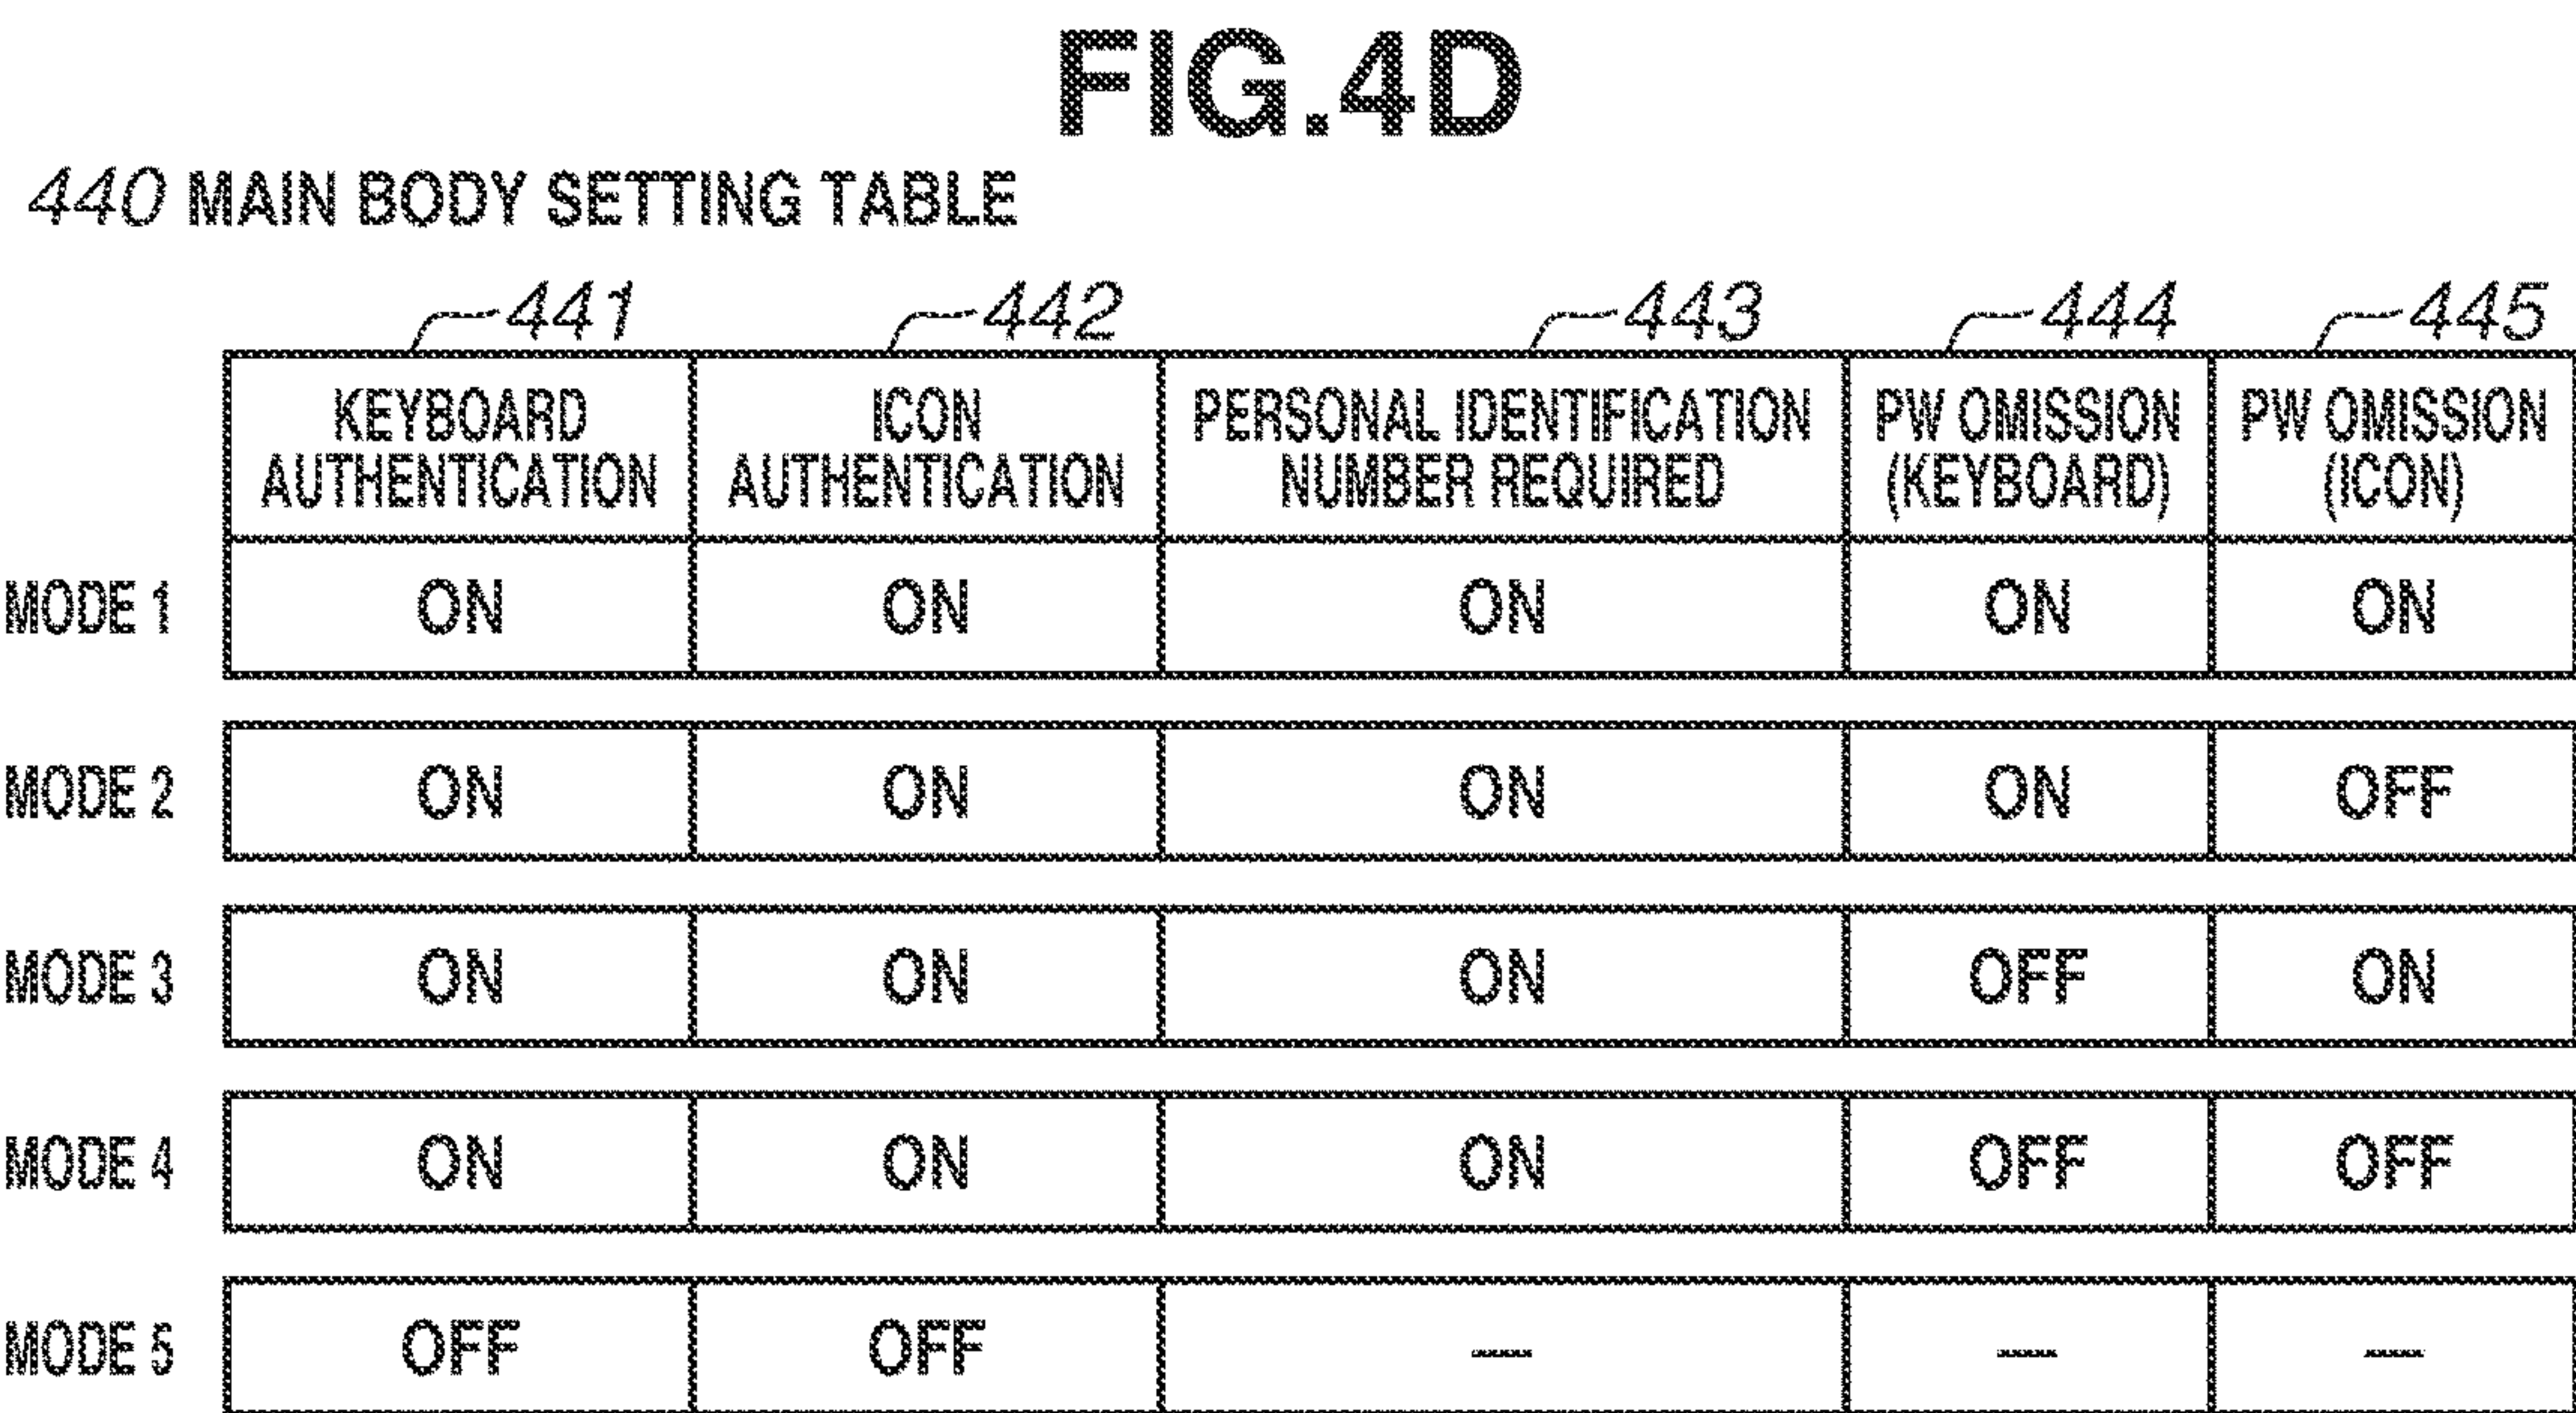 FIG.4D
440 MAIN BODY SETTING TABLE
441 442 443 444 445
KEYBOARD AUTHENTICATION ICON AUTHENTICATION PERSONAL IDENTIFICATION NUMBER REQUIRED PW OMISSION (KEYBOARD) PW OMISSION (ICON)
MODE 1 ON ON ON ON ON
MODE 2 ON ON ON ON OFF
MODE 3 ON ON ON OFF ON
MODE 4 ON ON ON OFF OFF
MODE 5 OFF OFF — — —